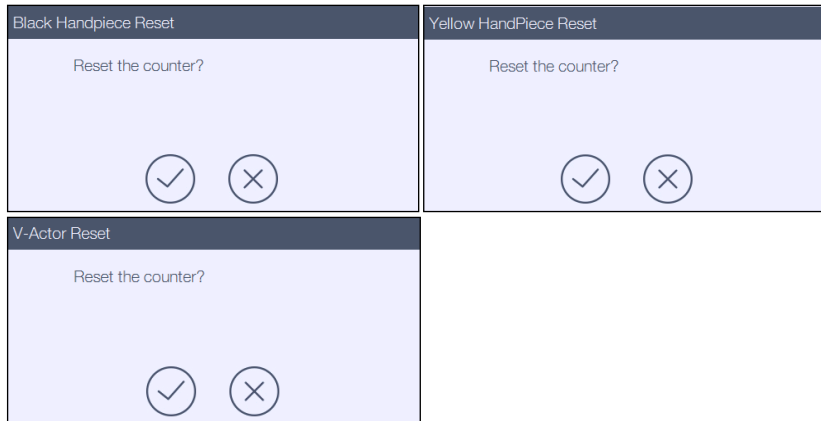 Black Handpiece Reset
Reset the counter?
Yellow HandPiece Reset
Reset the counter?
V-Actor Reset
Reset the counter?